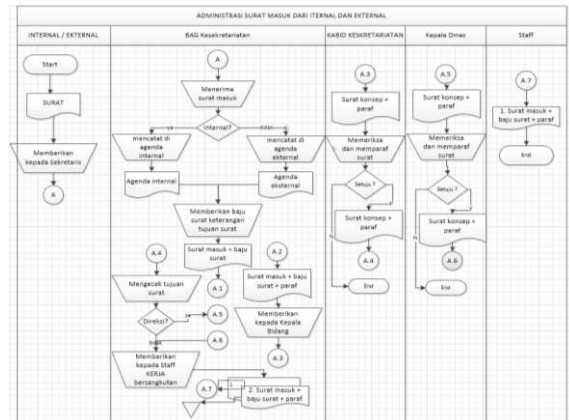 ADMINISTRASI SURAT MASUK DARI ITERNAL DAN EKTERNAL
INTERNAL / EKTERNAL
BAG Kesekretariatan
KABID KESKRETARIATAN
Kepala Dinas
Staff
Start
SURAT
Memberikan
kepada Sekretaris
A
A
Menerima
surat masuk
Internal?
ya
mencatat di
agenda
internal
mencatat di
agenda
eksternal
Agenda internal
Agenda
eksternal
Memberikan baju
surat keterangan
tujuan surat
Surat masuk + baju
surat
A.1
A.2
Surat masuk + baju
surat + paraf
Memberikan
kepada Kepala
Bidang
A.3
A.4
Mengecek tujuan
surat
Direksi?
ya
A.5
A.6
tidak
Memberikan
kepada Staff
KERJA
bersangkutan
A.7
1
2. Surat masuk +
baju surat + paraf
A.3
Surat konsep +
paraf
Memeriksa
dan memparaf
surat
Setuju ?
Surat konsep +
paraf
A.4
End
A.5
Surat konsep +
paraf
Memeriksa
dan memparaf
surat
Setuju ?
Surat konsep +
paraf
A.6
End
A.7
1. Surat masuk +
baju surat + paraf
End